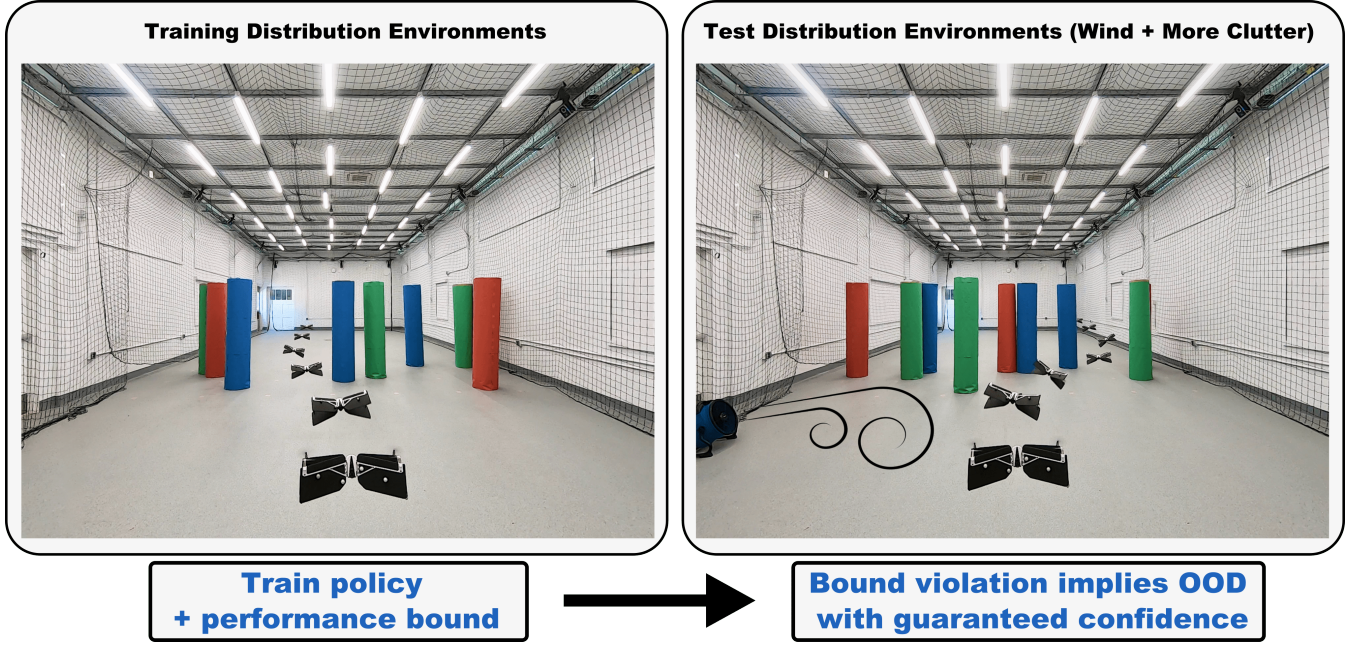 Training Distribution Environments
Test Distribution Environments (Wind + More Clutter)
Train policy
+ performance bound
Bound violation implies OOD
with guaranteed confidence